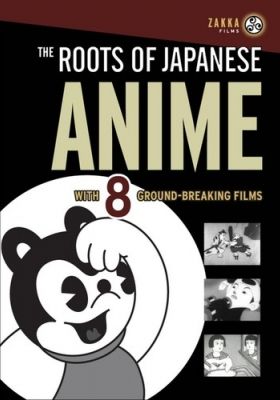 ZAKKA
FILMS
THE ROOTS OF JAPANESE
ANIME
WITH 8 GROUND-BREAKING FILMS